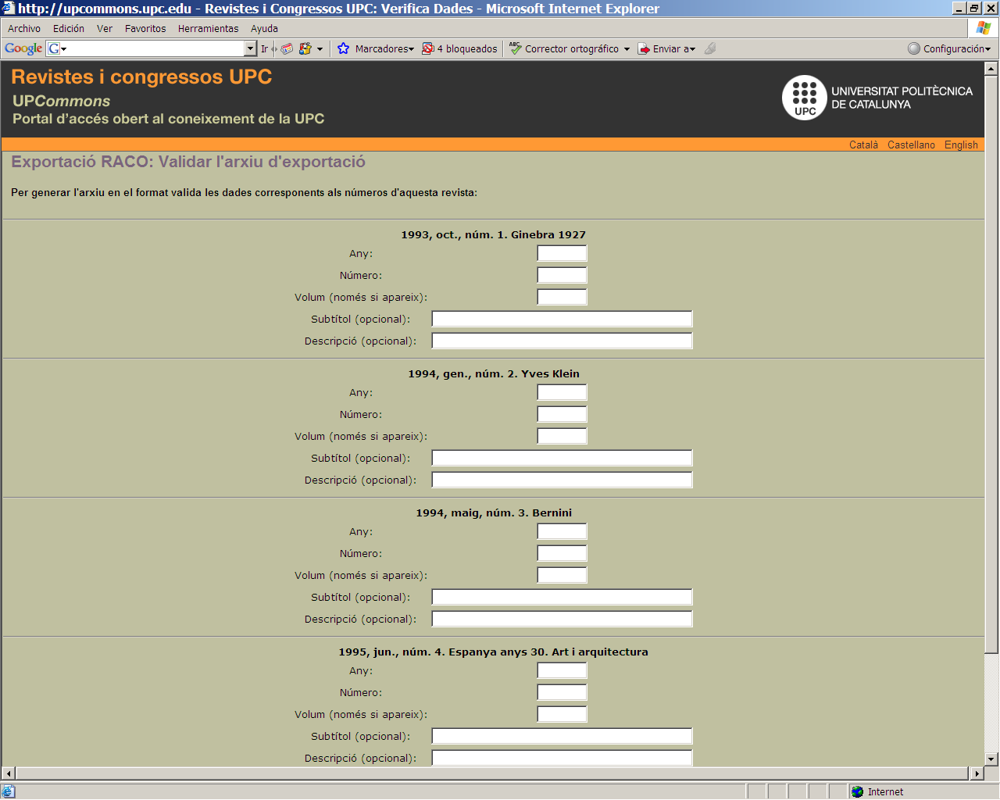 http://upcommons.upc.edu - Revistes i Congressos UPC: Verifica Dades - Microsoft Internet Explorer
Archivo Edición Ver Favoritos Herramientas Ayuda
Google G Ir Marcadores 4 bloqueados ABC Corrector ortográfico Enviar a Configuración
Revistes i congressos UPC
UPCommons
Portal d'accés obert al coneixement de la UPC
UPC
UNIVERSITAT POLITÈCNICA
DE CATALUNYA
Català Castellano English
Exportació RACO: Validar l'arxiu d'exportació
Per generar l'arxiu en el format valida les dades corresponents als números d'aquesta revista:
1993, oct., núm. 1. Ginebra 1927
Any:
Número:
Volum (només si apareix):
Subtítol (opcional):
Descripció (opcional):
1994, gen., núm. 2. Yves Klein
Any:
Número:
Volum (només si apareix):
Subtítol (opcional):
Descripció (opcional):
1994, maig, núm. 3. Bernini
Any:
Número:
Volum (només si apareix):
Subtítol (opcional):
Descripció (opcional):
1995, jun., núm. 4. Espanya anys 30. Art i arquitectura
Any:
Número:
Volum (només si apareix):
Subtítol (opcional):
Descripció (opcional):
Internet